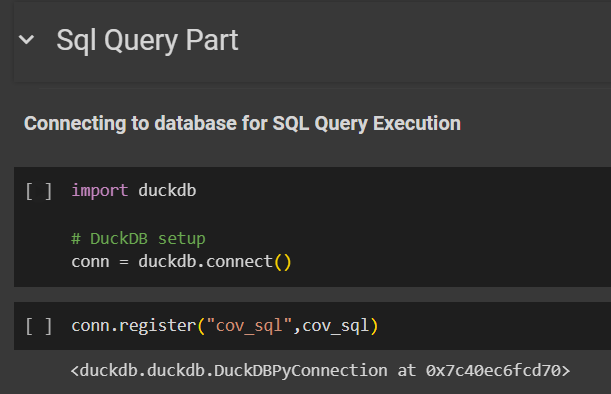 Sql Query Part
Connecting to database for SQL Query Execution
[ ] import duckdb
# DuckDB setup
conn = duckdb.connect()
[ ] conn.register("cov_sql",cov_sql)
<duckdb.duckdb.DuckDBPyConnection at 0x7c40ec6fcd70>